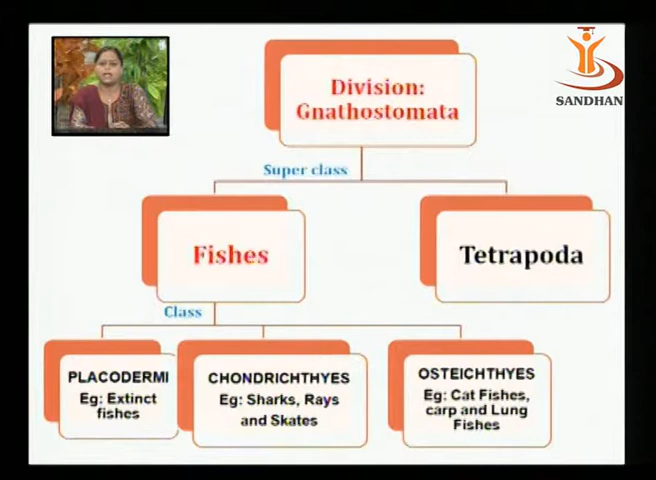 SANDHAN
Division:
Gnathostomata
Super class
Fishes
Tetrapoda
Class
PLACODERMI
Eg: Extinct
fishes
CHONDRICHTHYES
Eg: Sharks, Rays
and Skates
OSTEICHTHYES
Eg: Cat Fishes,
carp and Lung
Fishes